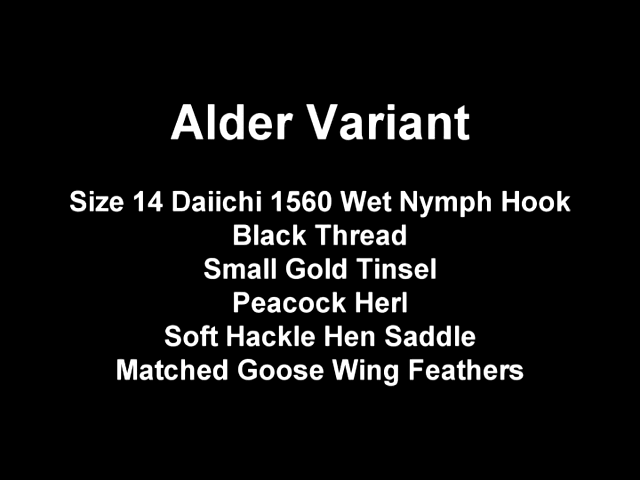 Alder Variant
Size 14 Daiichi 1560 Wet Nymph Hook
Black Thread
Small Gold Tinsel
Peacock Herl
Soft Hackle Hen Saddle
Matched Goose Wing Feathers